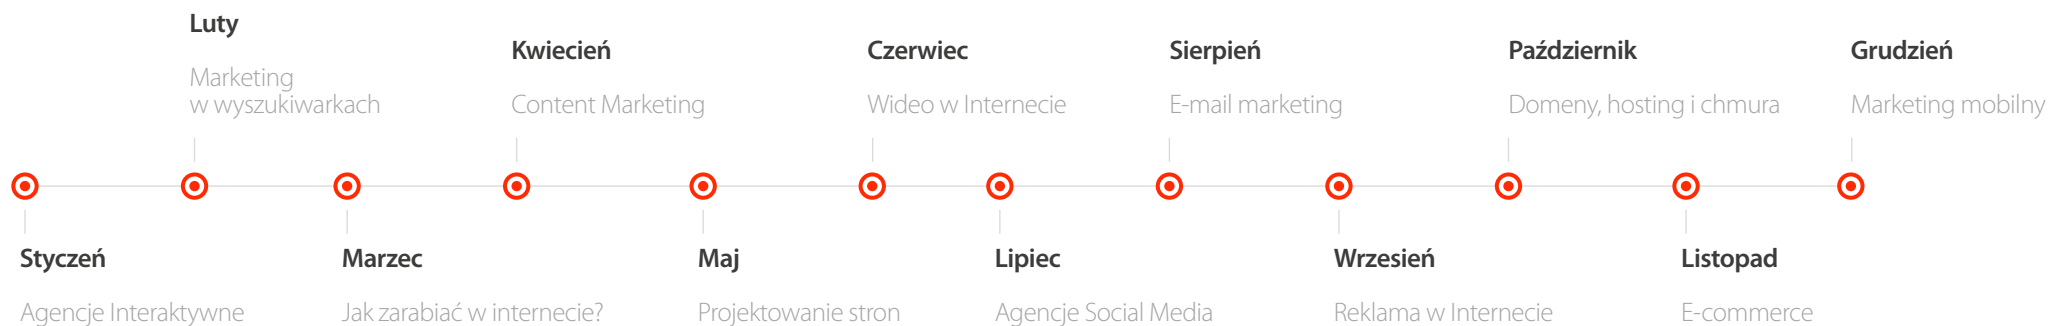 Luty
Marketing
w wyszukiwarkach
Kwiecień
Content Marketing
Czerwiec
Wideo w Internecie
Sierpień
E-mail marketing
Październik
Domeny, hosting i chmura
Grudzień
Marketing mobilny
Styczeń
Agencje Interaktywne
Marzec
Jak zarabiać w internecie?
Maj
Projektowanie stron
Lipiec
Agencje Social Media
Wrzesień
Reklama w Internecie
Listopad
E-commerce